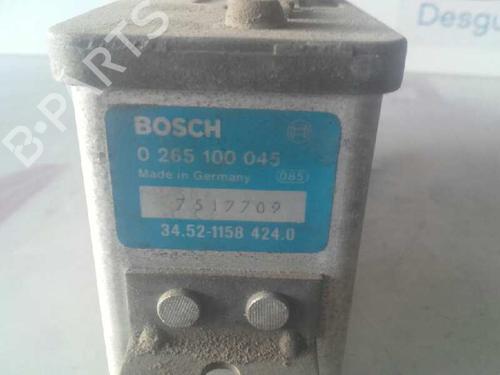 Desgu
B-PARTS
BOSCH
0 265 100 045
Made in Germany 085
7517709
34.52-1158 424.0